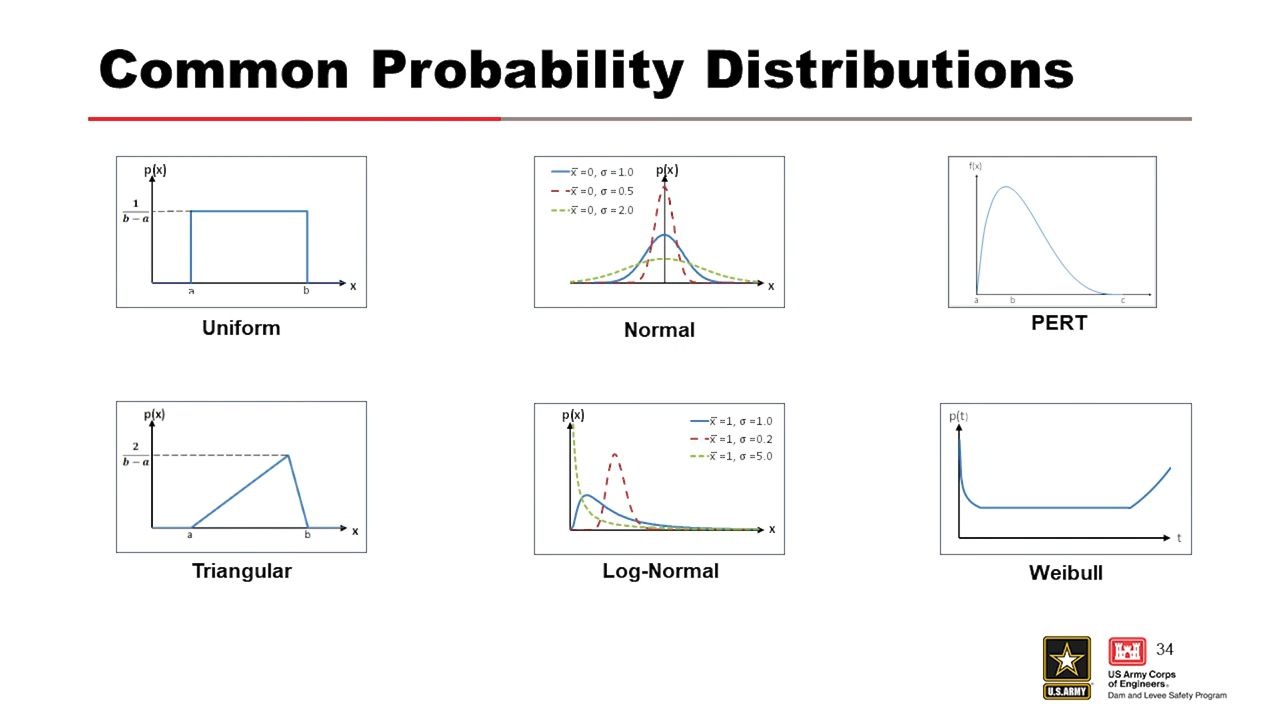 Common Probability Distributions
p(x)
1
b − a
a
b
x
Uniform
x̅ =0, σ =1.0
x̅ =0, σ =0.5
x̅ =0, σ =2.0
p(x)
x
Normal
f(x)
a
b
c
PERT
p(x)
2
b − a
a
b
x
Triangular
p(x)
x̅ =1, σ =1.0
x̅ =1, σ =0.2
x̅ =1, σ =5.0
x
Log-Normal
p(t)
t
Weibull
U.S.ARMY
34
US Army Corps
of Engineers®
Dam and Levee Safety Program